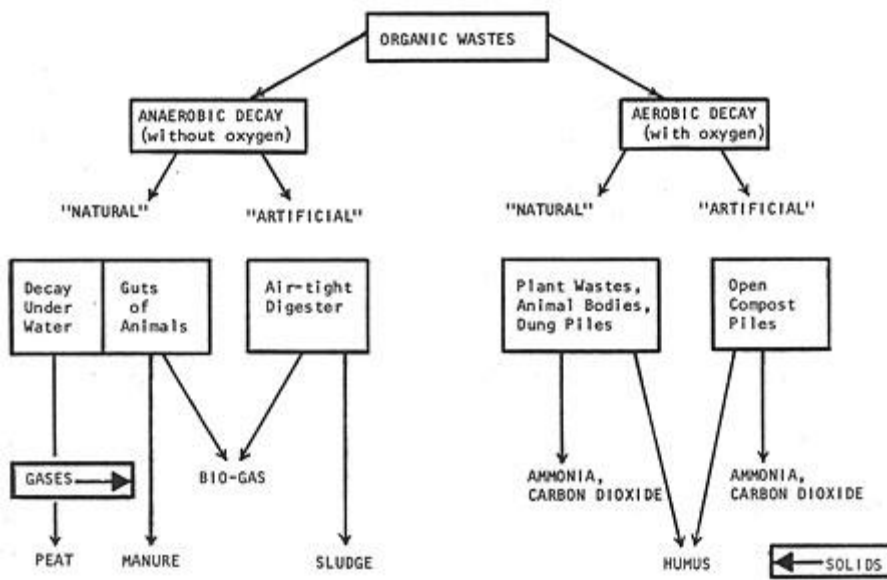 ORGANIC WASTES
ANAEROBIC DECAY
(without oxygen)
AEROBIC DECAY
(with oxygen)
"NATURAL"
"ARTIFICIAL"
"NATURAL"
"ARTIFICIAL"
Decay
Under
Water
Guts
of
Animals
Air-tight
Digester
Plant Wastes,
Animal Bodies,
Dung Piles
Open
Compost
Piles
GASES
BIO-GAS
AMMONIA,
CARBON DIOXIDE
AMMONIA,
CARBON DIOXIDE
PEAT
MANURE
SLUDGE
HUMUS
SOLIDS